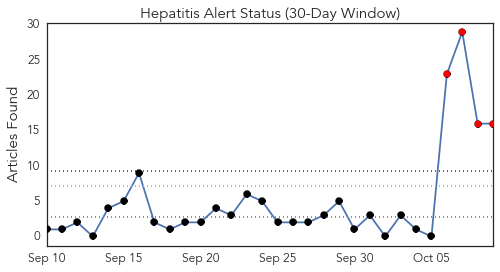 Hepatitis Alert Status (30-Day Window)
Articles Found
30
25
20
15
10
5
0
Sep 10 Sep 15 Sep 20 Sep 25 Sep 30 Oct 05